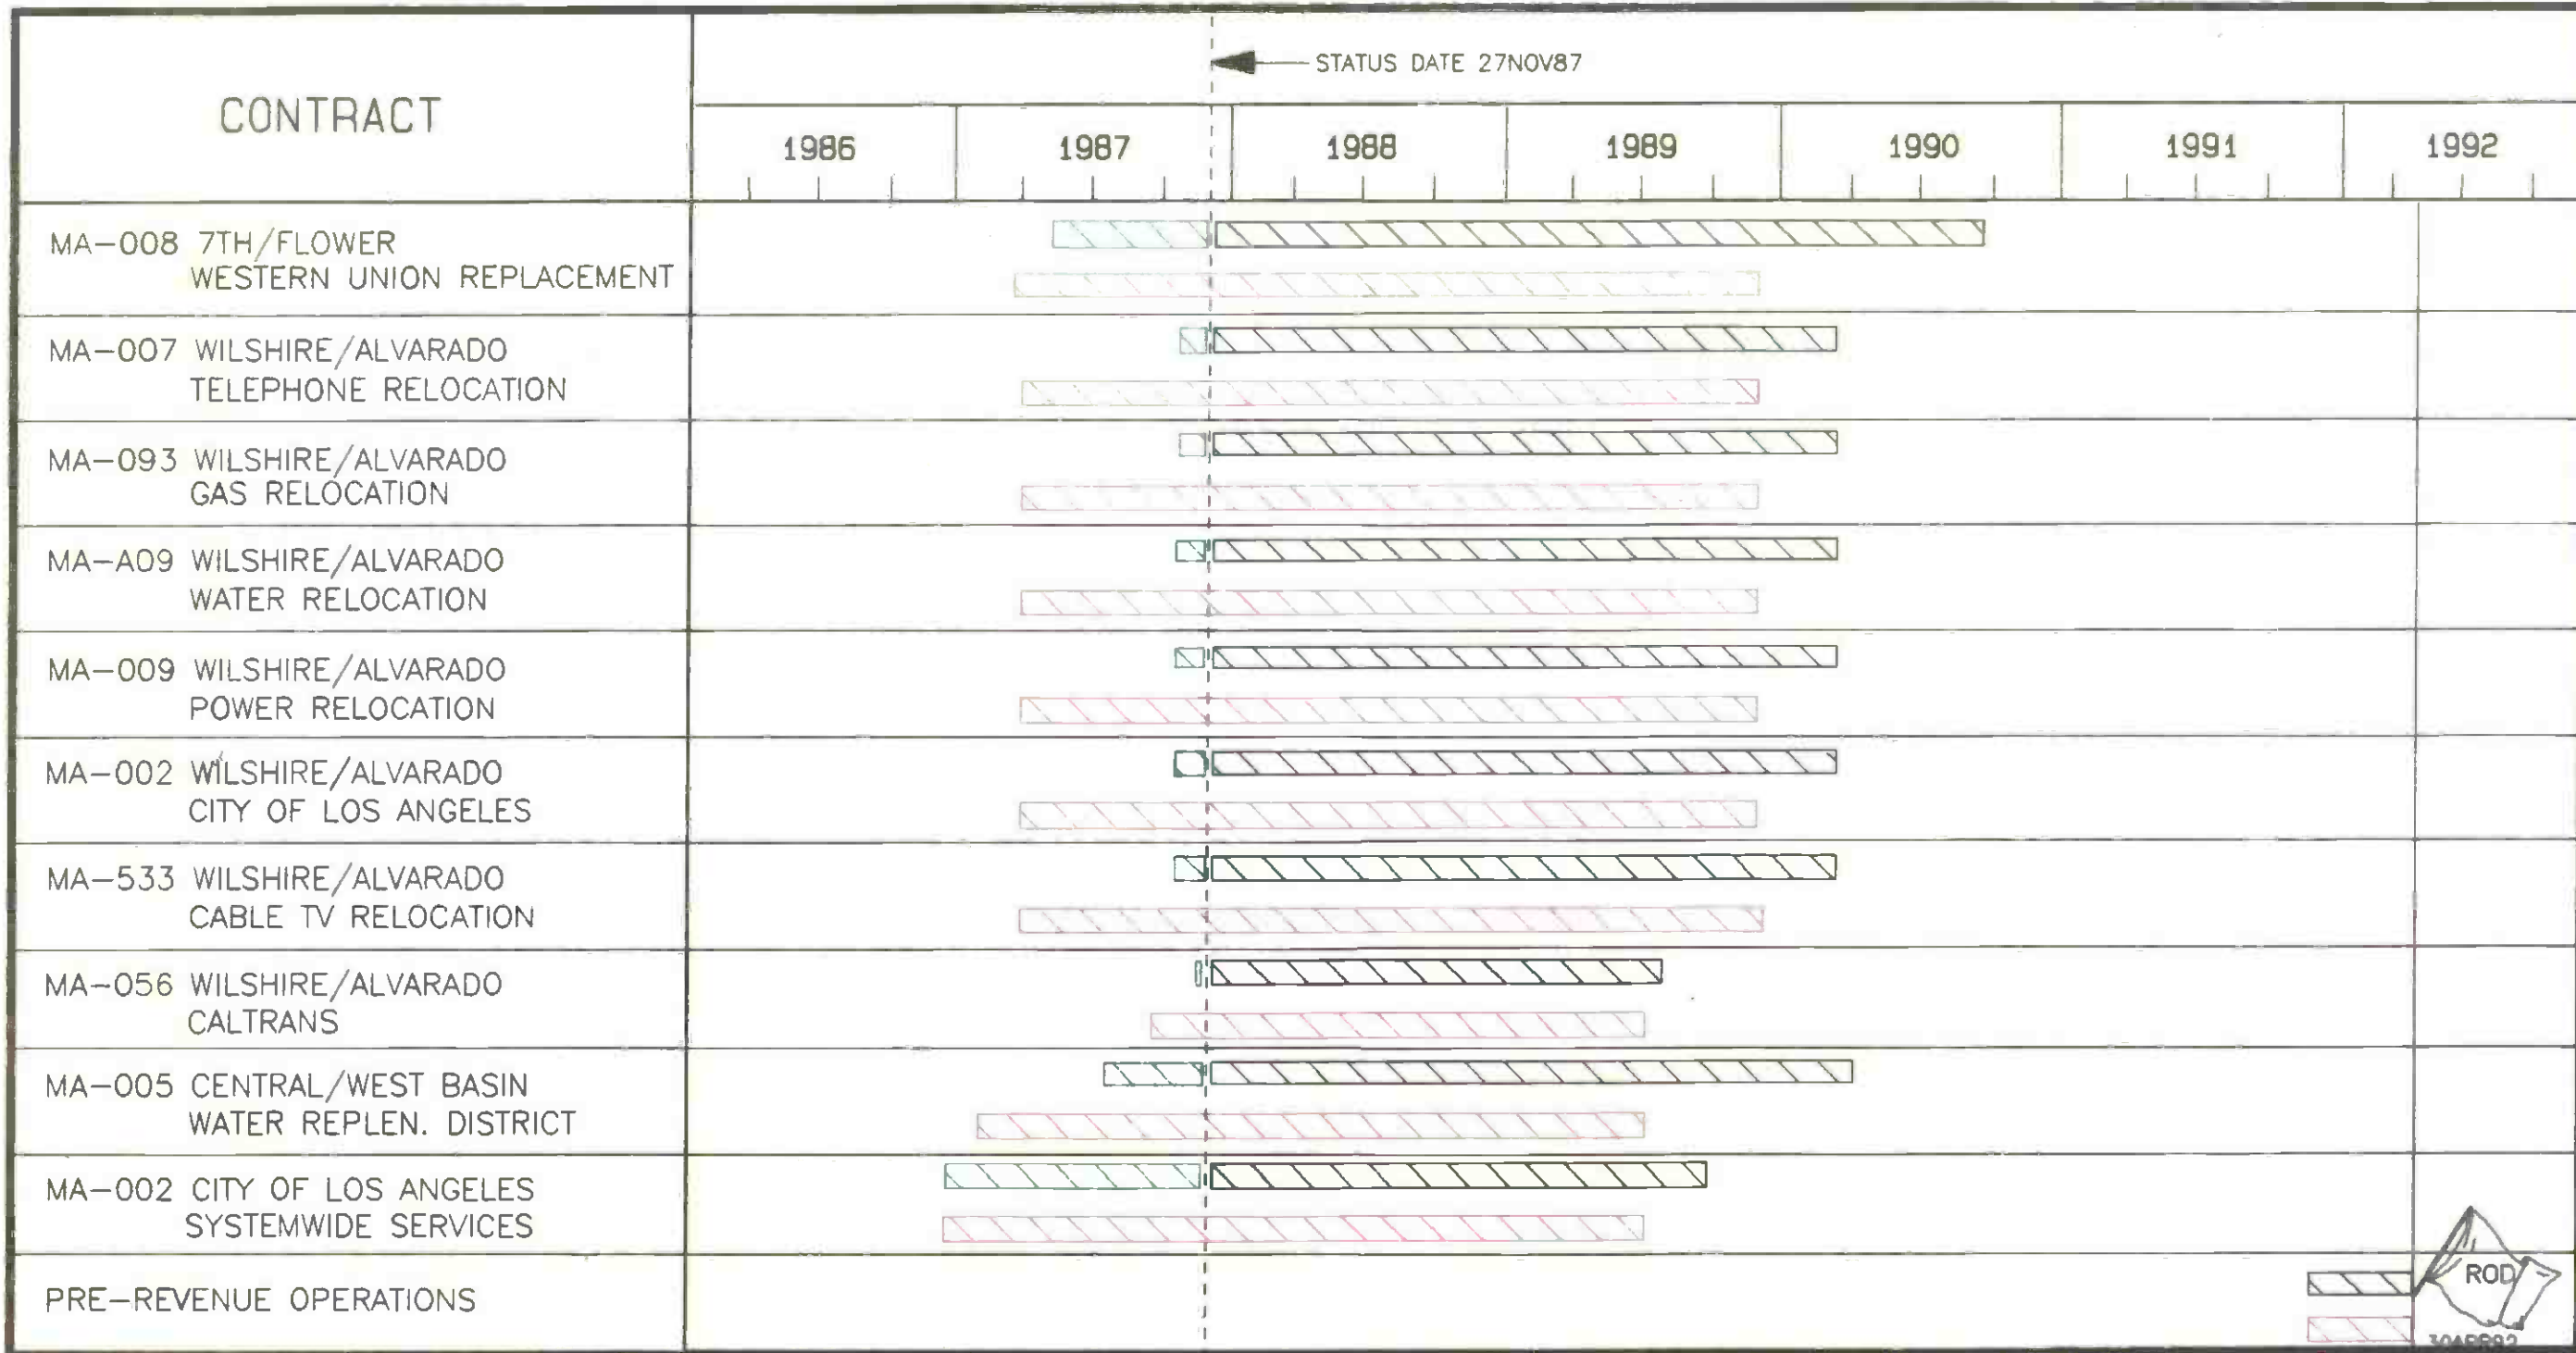 STATUS DATE 27NOV87
CONTRACT
1986 1987 1988 1989 1990 1991 1992
MA-008 7TH/FLOWER
WESTERN UNION REPLACEMENT
MA-007 WILSHIRE/ALVARADO
TELEPHONE RELOCATION
MA-093 WILSHIRE/ALVARADO
GAS RELOCATION
MA-A09 WILSHIRE/ALVARADO
WATER RELOCATION
MA-009 WILSHIRE/ALVARADO
POWER RELOCATION
MA-002 WILSHIRE/ALVARADO
CITY OF LOS ANGELES
MA-533 WILSHIRE/ALVARADO
CABLE TV RELOCATION
MA-056 WILSHIRE/ALVARADO
CALTRANS
MA-005 CENTRAL/WEST BASIN
WATER REPLEN. DISTRICT
MA-002 CITY OF LOS ANGELES
SYSTEMWIDE SERVICES
PRE-REVENUE OPERATIONS
ROD
30APR92